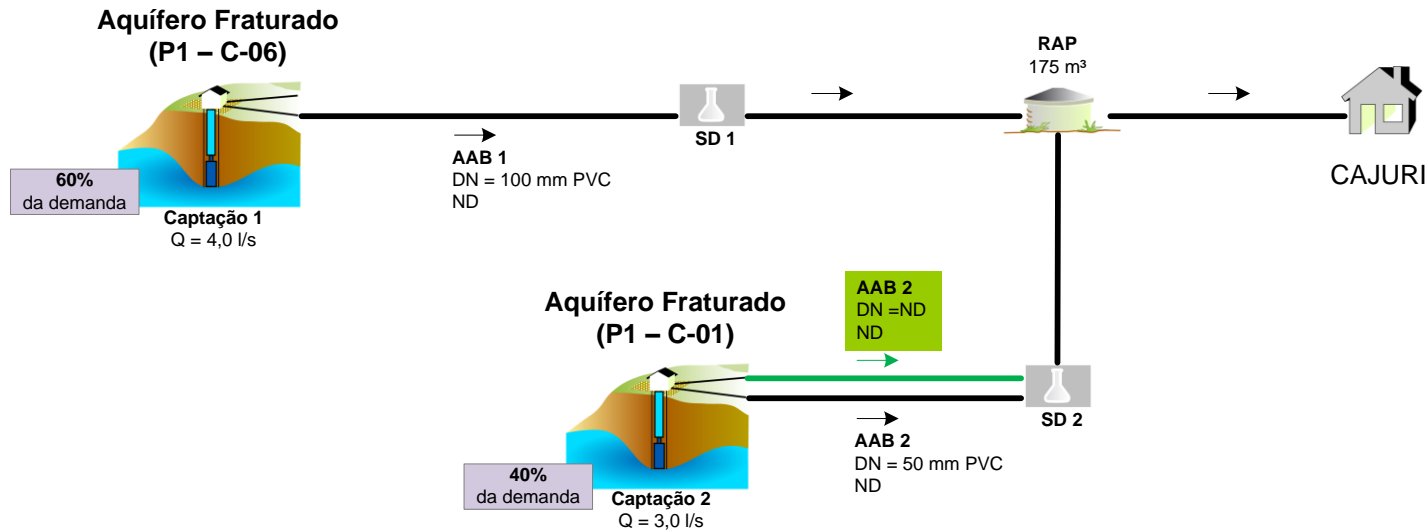 Aquífero Fraturado
(P1 – C-06)
RAP
175 m³
SD 1
AAB 1
DN = 100 mm PVC
ND
60%
da demanda
Captação 1
Q = 4,0 l/s
CAJURI
Aquífero Fraturado
(P1 – C-01)
AAB 2
DN =ND
ND
SD 2
AAB 2
DN = 50 mm PVC
ND
40%
da demanda
Captação 2
Q = 3,0 l/s